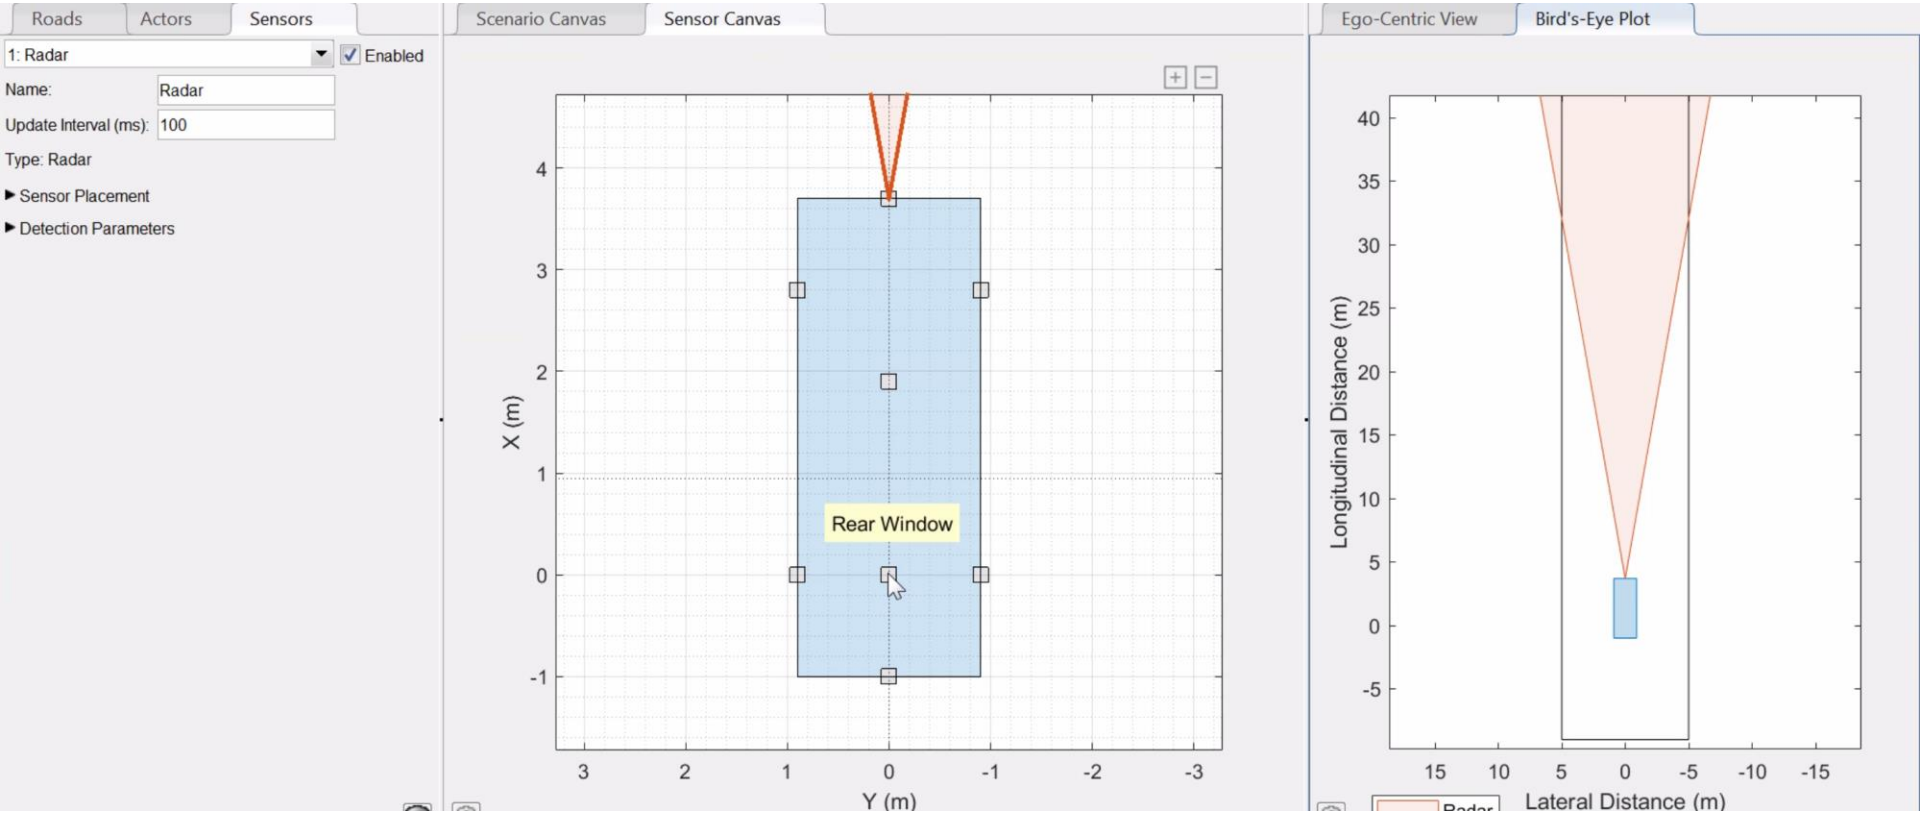 Roads Actors Sensors
1: Radar Enabled
Name: Radar
Update Interval (ms): 100
Type: Radar
Sensor Placement
Detection Parameters
Scenario Canvas Sensor Canvas
+ −
4
3
2
1
0
-1
X (m)
Rear Window
3 2 1 0 -1 -2 -3
Y (m)
Ego-Centric View Bird's-Eye Plot
40
35
30
25
20
15
10
5
0
-5
Longitudinal Distance (m)
15 10 5 0 -5 -10 -15
Lateral Distance (m)
Radar